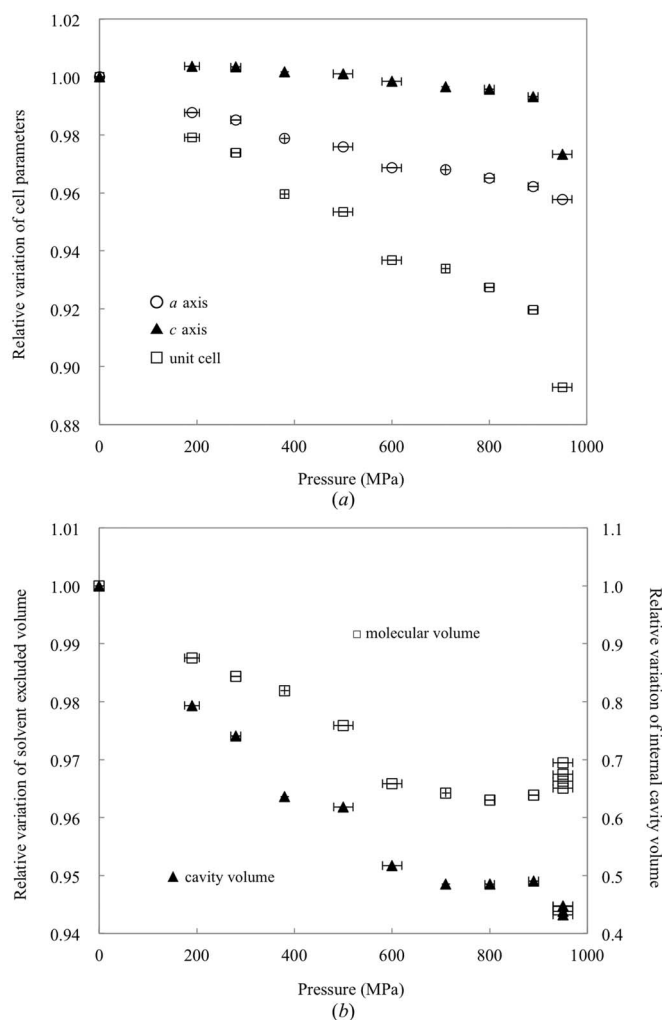 1.02
1.00
0.98
0.96
0.94
0.92
0.90
0.88
Relative variation of cell parameters
a axis
c axis
unit cell
0 200 400 600 800 1000
Pressure (MPa)
(a)
1.01
1.00
0.99
0.98
0.97
0.96
0.95
0.94
Relative variation of solvent excluded volume
molecular volume
cavity volume
1.1
1.0
0.9
0.8
0.7
0.6
0.5
0.4
Relative variation of internal cavity volume
0 200 400 600 800 1000
Pressure (MPa)
(b)